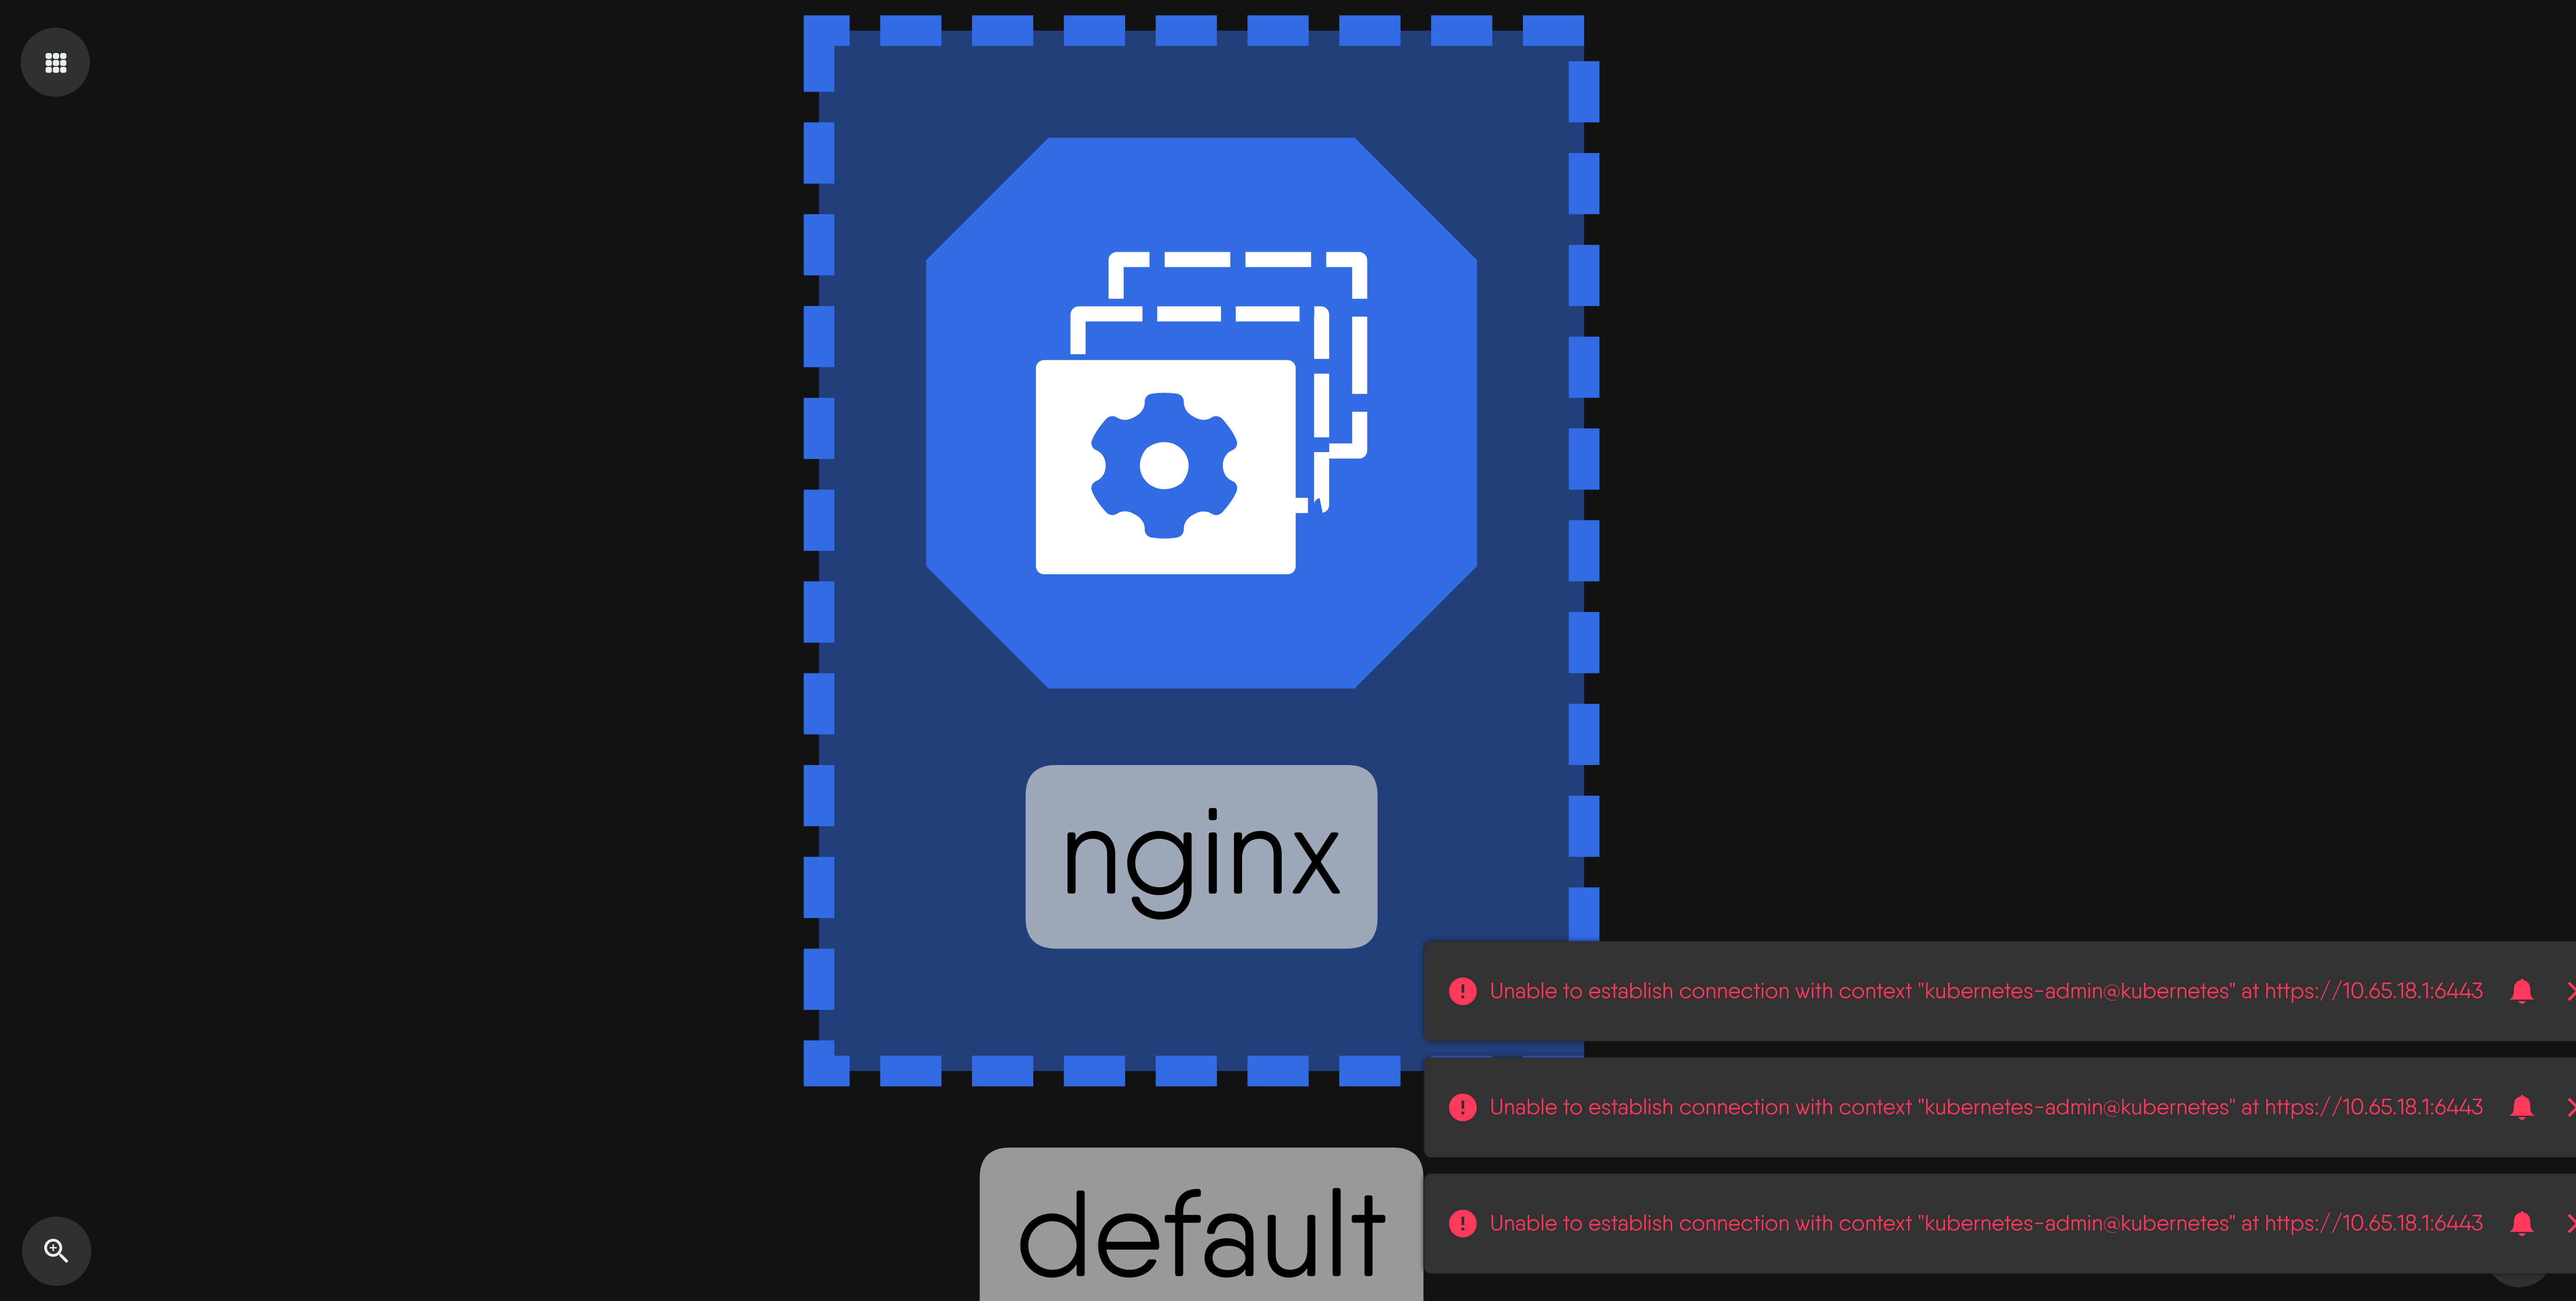 nginx
Unable to establish connection with context "kubernetes-admin@kubernetes" at https://10.65.18.1:6443
Unable to establish connection with context "kubernetes-admin@kubernetes" at https://10.65.18.1:6443
default
Unable to establish connection with context "kubernetes-admin@kubernetes" at https://10.65.18.1:6443